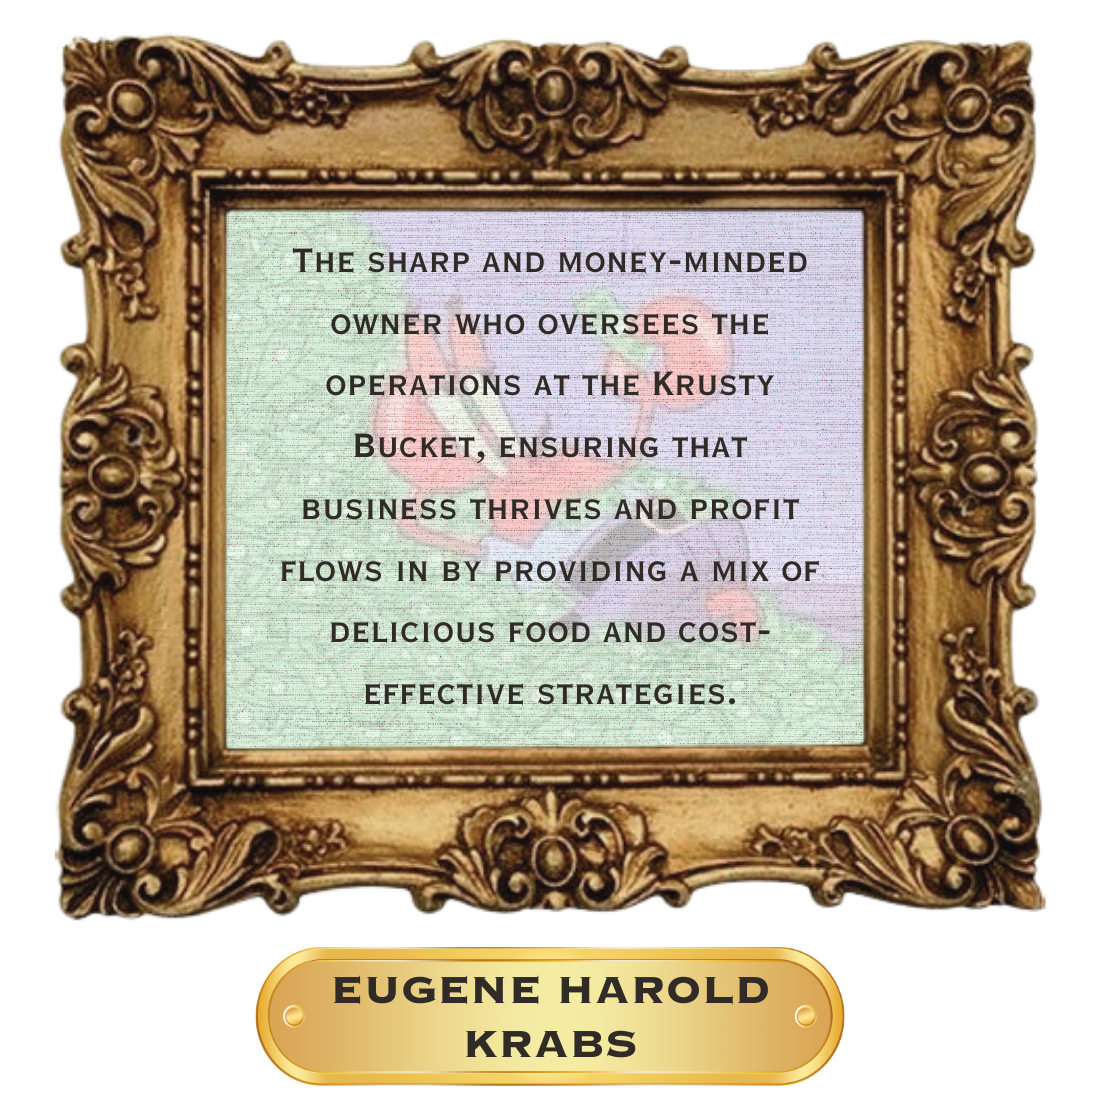 The sharp and money-minded
owner who oversees the
operations at the Krusty
Bucket, ensuring that
business thrives and profit
flows in by providing a mix of
delicious food and cost-
effective strategies.
EUGENE HAROLD
KRABS